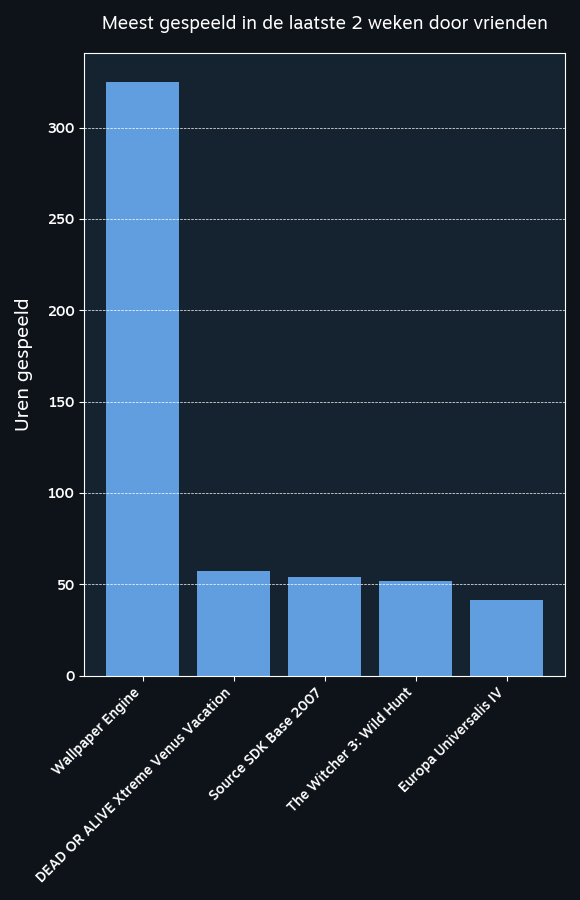 Meest gespeeld in de laatste 2 weken door vrienden
Uren gespeeld
300
250
200
150
100
50
0
Wallpaper Engine
DEAD OR ALIVE Xtreme Venus Vacation
Source SDK Base 2007
The Witcher 3: Wild Hunt
Europa Universalis IV